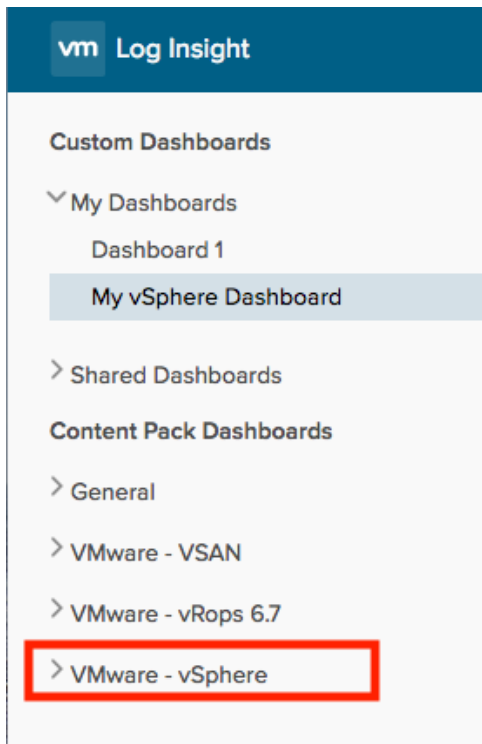 vm Log Insight
Custom Dashboards
My Dashboards
Dashboard 1
My vSphere Dashboard
Shared Dashboards
Content Pack Dashboards
General
VMware - VSAN
VMware - vRops 6.7
VMware - vSphere